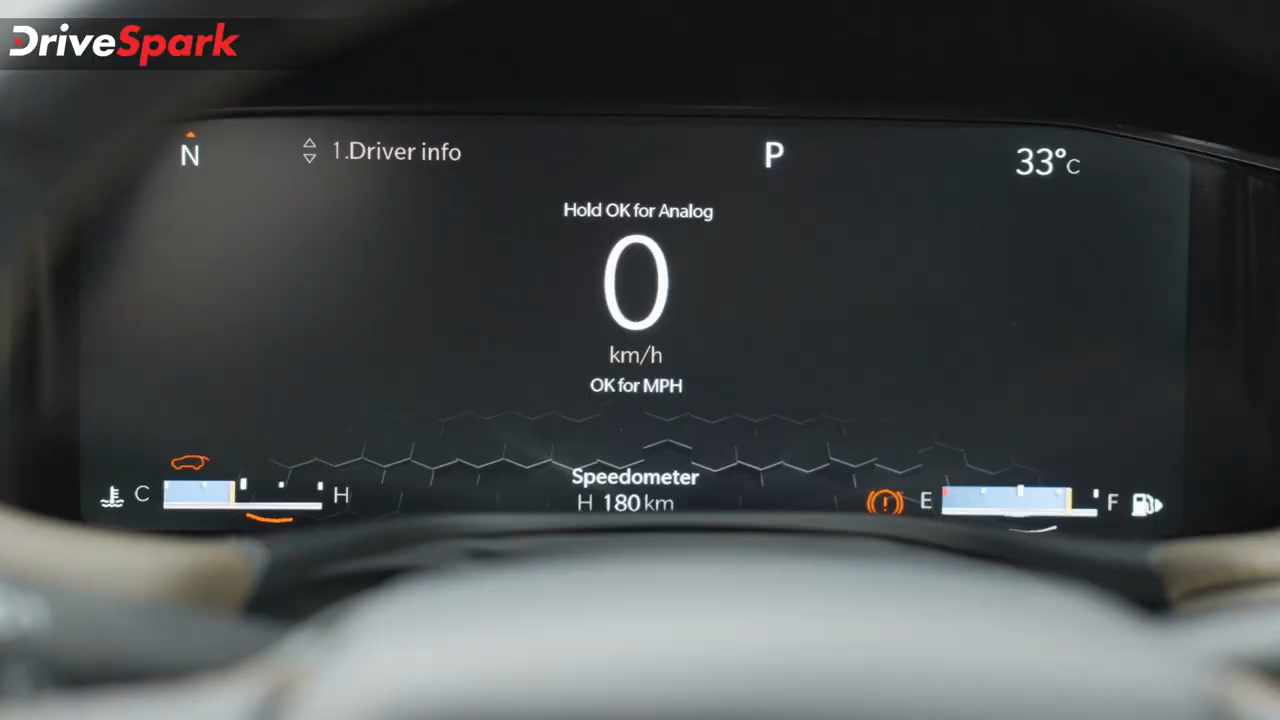 DriveSpark
N
1.Driver info
P
33°C
Hold OK for Analog
0
km/h
OK for MPH
Speedometer
C H
H 180 km
E F